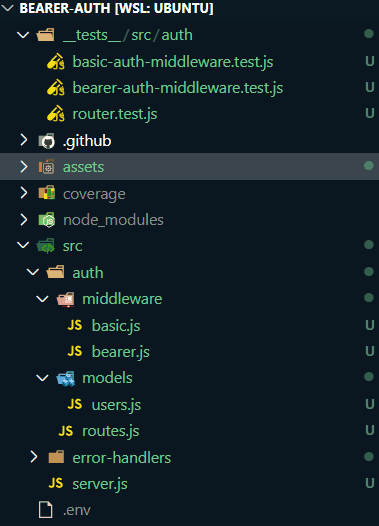 BEARER-AUTH [WSL: UBUNTU]
__tests__/src/auth
basic-auth-middleware.test.js U
bearer-auth-middleware.test.js U
router.test.js U
.github
assets
coverage
node_modules
src
auth
middleware
JS basic.js U
JS bearer.js U
models
JS users.js U
JS routes.js U
error-handlers
JS server.js U
.env